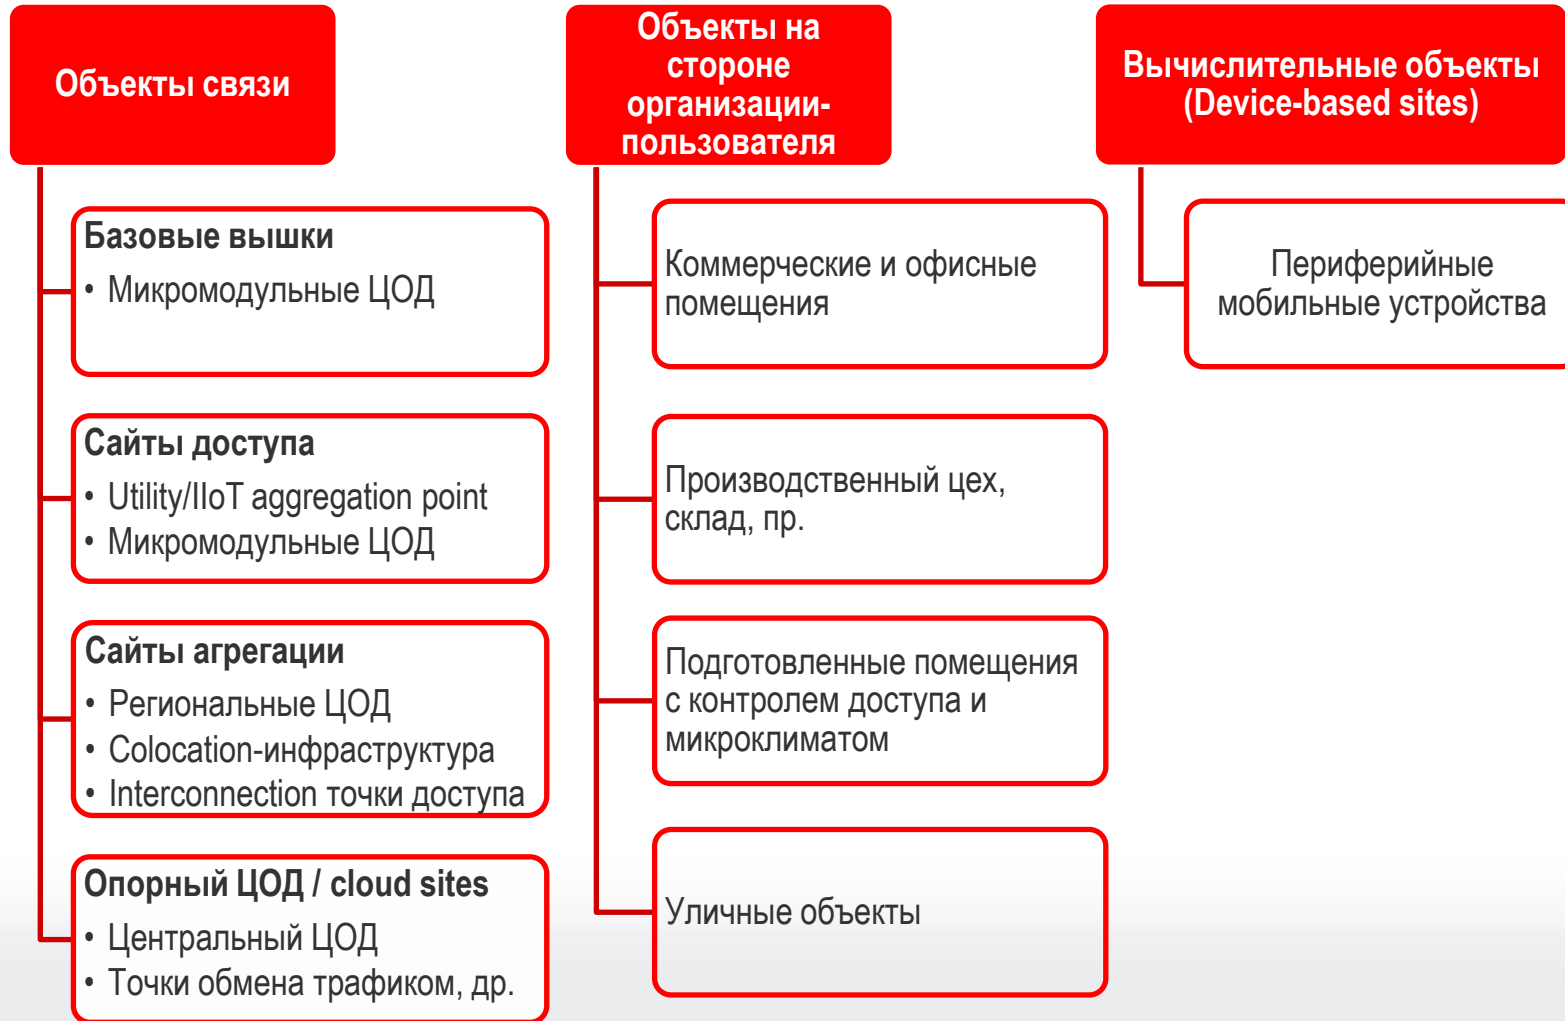 Объекты связи
Базовые вышки
• Микромодульные ЦОД
Сайты доступа
• Utility/IIoT aggregation point
• Микромодульные ЦОД
Сайты агрегации
• Региональные ЦОД
• Colocation-инфраструктура
• Interconnection точки доступа
Опорный ЦОД / cloud sites
• Центральный ЦОД
• Точки обмена трафиком, др.
Объекты на
стороне
организации-
пользователя
Коммерческие и офисные
помещения
Производственный цех,
склад, пр.
Подготовленные помещения
с контролем доступа и
микроклиматом
Уличные объекты
Вычислительные объекты
(Device-based sites)
Периферийные
мобильные устройства